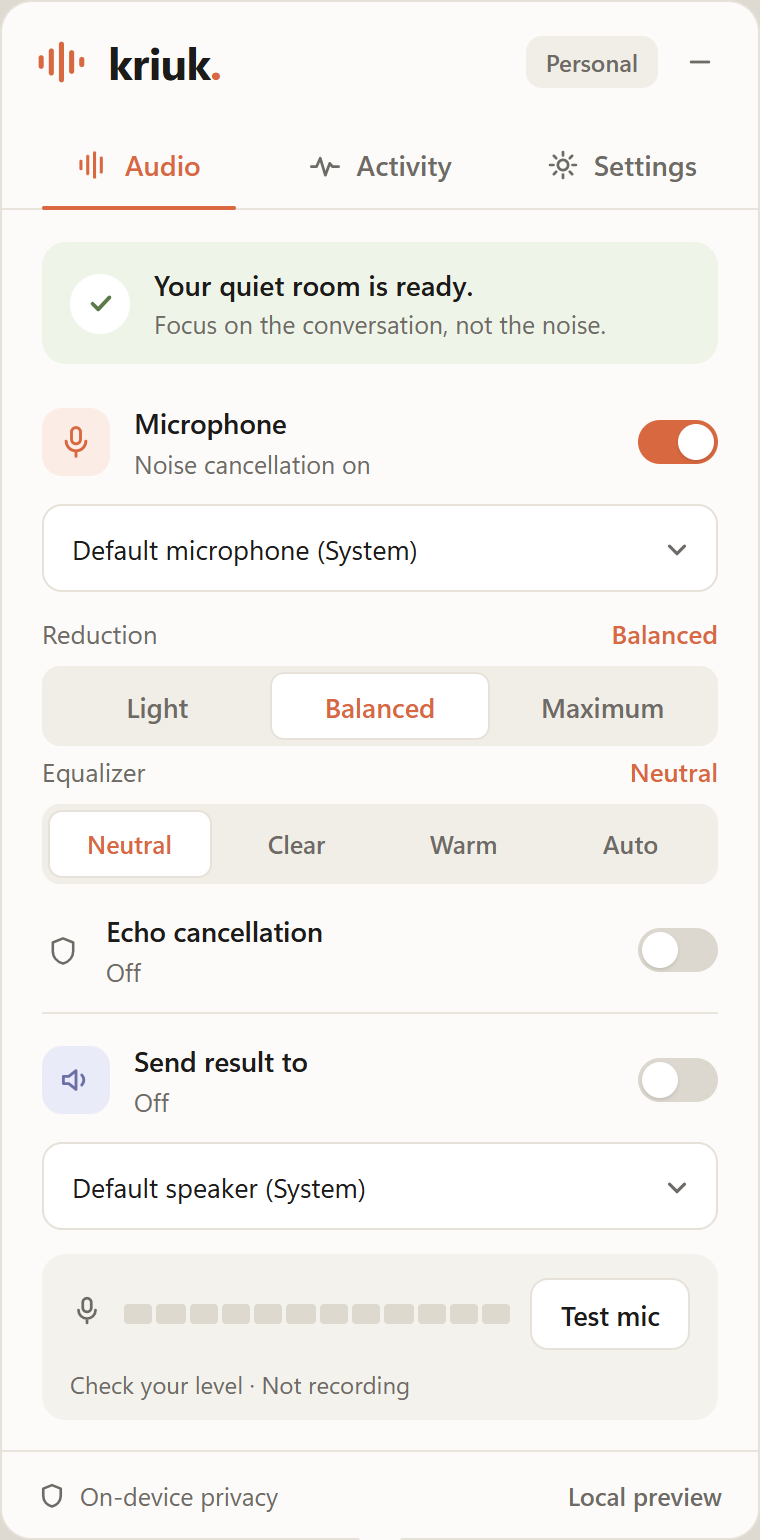 kriuk.
Personal
Audio
Activity
Settings
Your quiet room is ready.
Focus on the conversation, not the noise.
Microphone
Noise cancellation on
Default microphone (System)
Reduction
Balanced
Light
Balanced
Maximum
Equalizer
Neutral
Neutral
Clear
Warm
Auto
Echo cancellation
Off
Send result to
Off
Default speaker (System)
Test mic
Check your level · Not recording
On-device privacy
Local preview